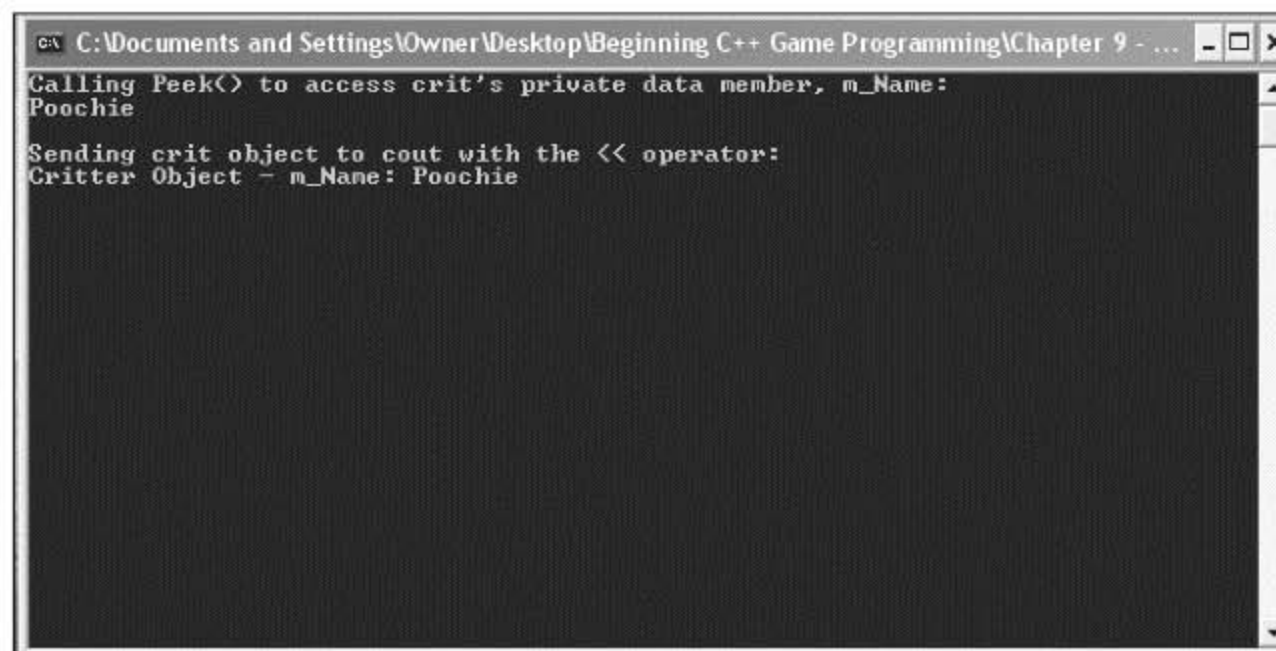 C:\Documents and Settings\Owner\Desktop\Beginning C++ Game Programming\Chapter 9 - ...
Calling Peek() to access crit's private data member, m_Name:
Poochie
Sending crit object to cout with the << operator:
Critter Object - m_Name: Poochie